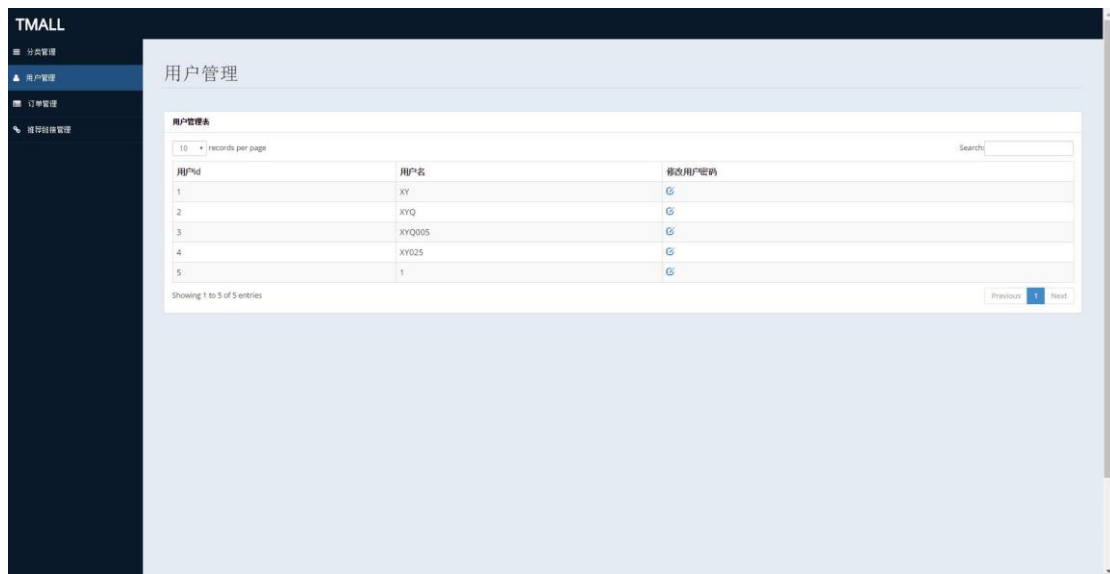 TMALL
分类管理
用户管理
订单管理
推荐链接管理
用户管理
用户管理表
10 records per page
Search:
用户id 用户名 修改用户密码
1 XY
2 XYQ
3 XYQ005
4 XY025
5 1
Showing 1 to 5 of 5 entries
Previous 1 Next